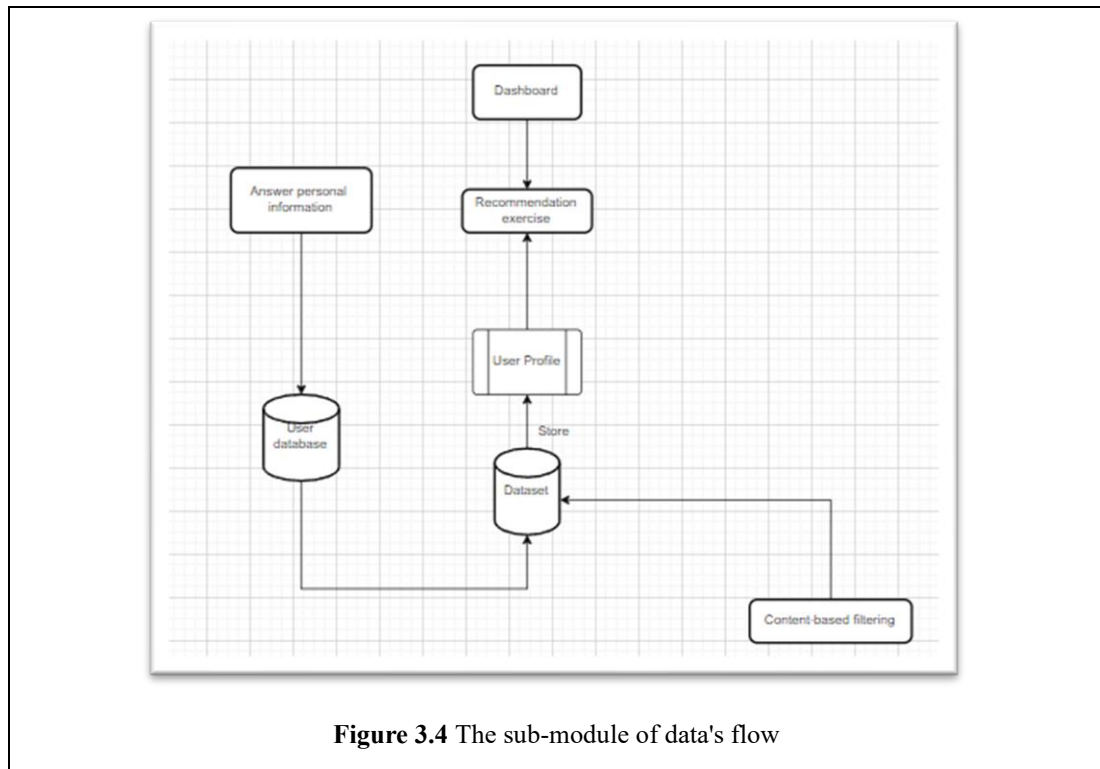 Dashboard
Answer personal
information
Recommendation
exercise
User Profile
Store
User
database
Dataset
Content-based filtering
Figure 3.4 The sub-module of data's flow